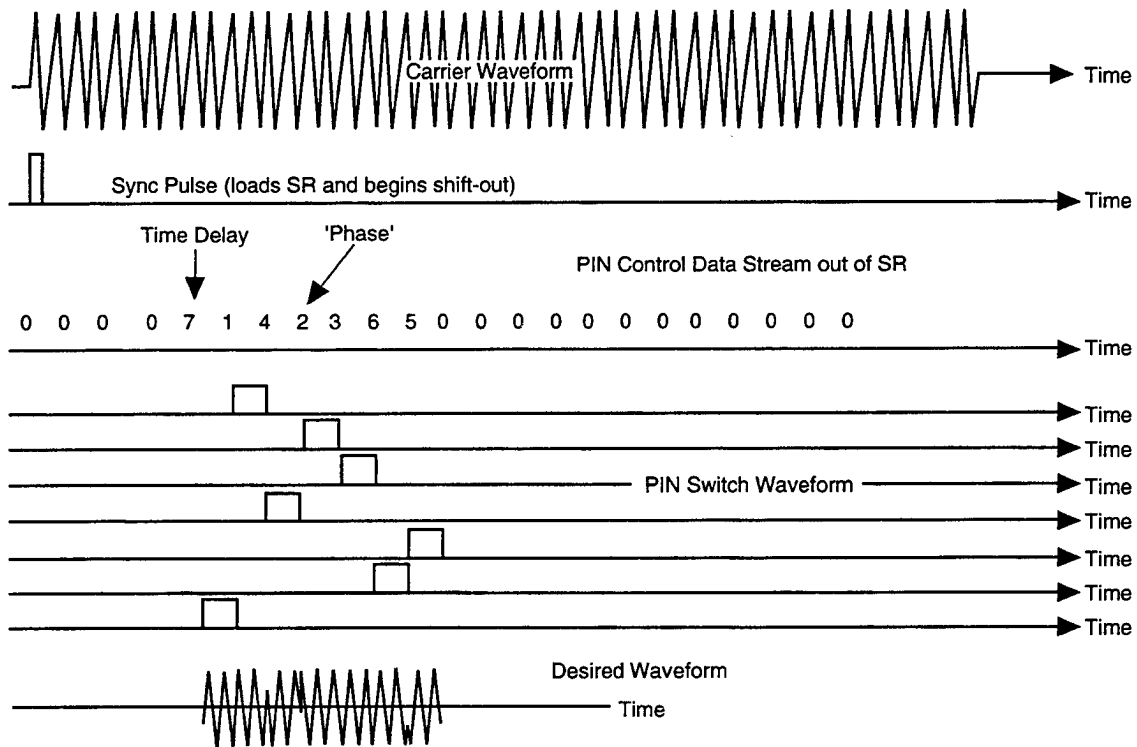 Carrier Waveform
Time
Sync Pulse (loads SR and begins shift-out)
Time
Time Delay
'Phase'
PIN Control Data Stream out of SR
0 0 0 0 7 1 4 2 3 6 5 0 0 0 0 0 0 0 0 0 0 0
Time
Time
Time
PIN Switch Waveform
Time
Time
Time
Time
Time
Desired Waveform
Time